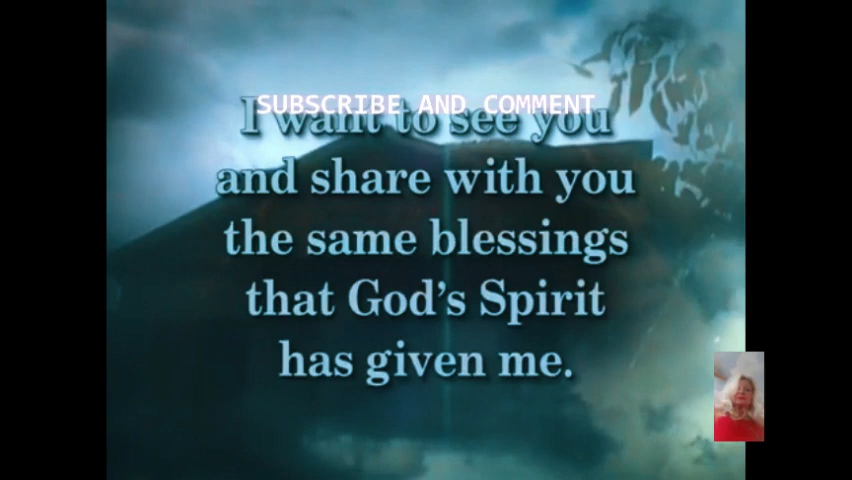 SUBSCRIBE AND COMMENT
I want to see you
and share with you
the same blessings
that God's Spirit
has given me.